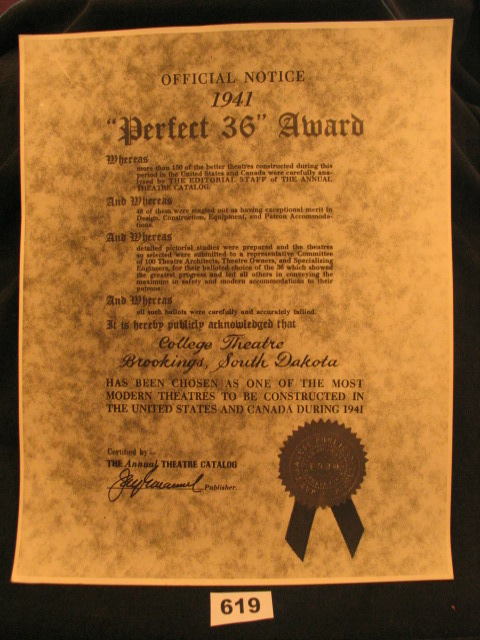 OFFICIAL NOTICE
1941
"Perfect 36" Award
Whereas
more than 100 of the better theatres constructed during this
period in the United States and Canada were carefully ana-
lyzed by THE EDITORIAL STAFF of THE ANNUAL
THEATRE CATALOG
And Whereas
48 of them were singled out as having exceptional merit in
Design, Construction, Equipment, and Patron Accommoda-
tions.
And Whereas
detailed pictorial studies were prepared and the theatres
so selected were submitted to a representative Committee
of 100 Theatre Architects, Theatre Owners, and Specializing
Engineers, for their balloted choice of the 36 which showed
the greatest progress and led all others in conveying the
maximum in safety and modern accommodations to their
patrons
And Whereas
all such ballots were carefully and accurately tallied.
It is hereby publicly acknowledged that
College Theatre
Brookings, South Dakota
HAS BEEN CHOSEN AS ONE OF THE MOST
MODERN THEATRES TO BE CONSTRUCTED IN
THE UNITED STATES AND CANADA DURING 1941
Certified by
THE Annual THEATRE CATALOG
Jay Emanuel Publisher.
619